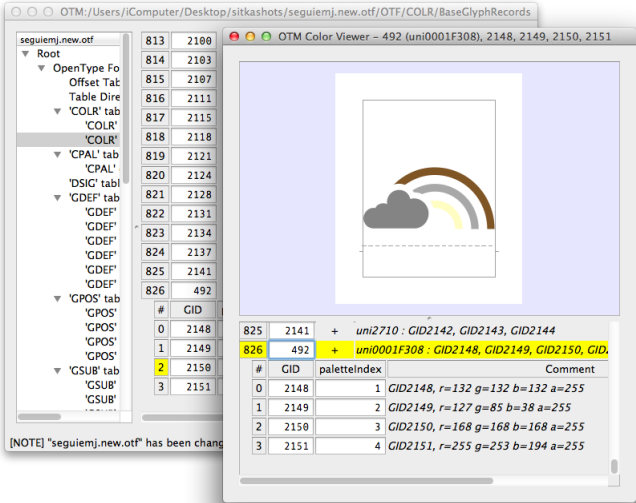 OTM:/Users/iComputer/Desktop/sitkashots/seguiemj.new.otf/OTF/COLR/BaseGlyphRecords
seguiemj.new.otf
Root
OpenType Fo
Offset Tab
Table Dire
'COLR' tab
'COLR'
'COLR'
'CPAL' tab
'CPAL'
'DSIG' tabl
'GDEF' tab
'GDEF'
'GDEF'
'GDEF'
'GDEF'
'GDEF'
'GDEF'
'GPOS' tab
'GPOS'
'GPOS'
'GPOS'
'GPOS'
'GSUB' tab
'GSUB'
'GSUB'
813 2100
814 2103
815 2107
816 2111
817 2115
818 2118
819 2121
820 2124
821 2128
822 2131
823 2134
824 2137
825 2141
826 492
# GID
0 2148
1 2149
2 2150
3 2151
[NOTE] "seguiemj.new.otf" has been chang
OTM Color Viewer – 492 (uni0001F308), 2148, 2149, 2150, 2151
825 2141 + uni2710 : GID2142, GID2143, GID2144
826 492 + uni0001F308 : GID2148, GID2149, GID2150, GID
# GID paletteIndex Comment
0 2148 1 GID2148, r=132 g=132 b=132 a=255
1 2149 2 GID2149, r=127 g=85 b=38 a=255
2 2150 3 GID2150, r=168 g=168 b=168 a=255
3 2151 4 GID2151, r=255 g=253 b=194 a=255